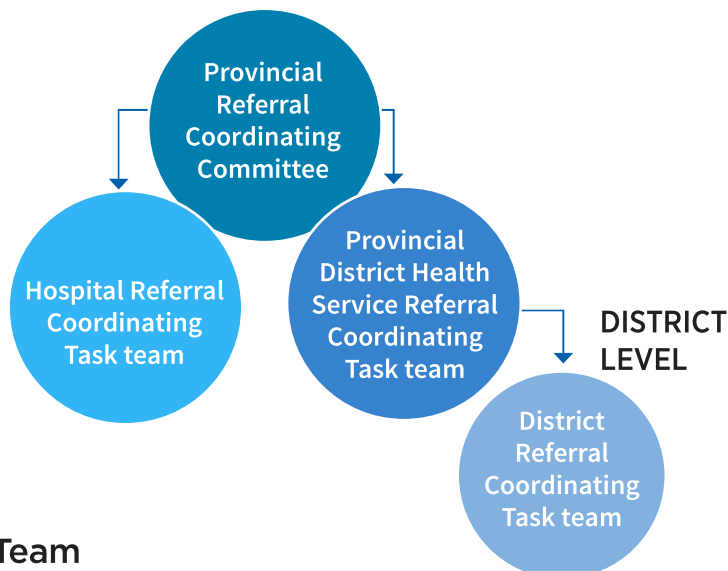 Provincial
Referral
Coordinating
Committee
Hospital Referral
Coordinating
Task team
Provincial
District Health
Service Referral
Coordinating
Task team
DISTRICT
LEVEL
District
Referral
Coordinating
Task team
Team